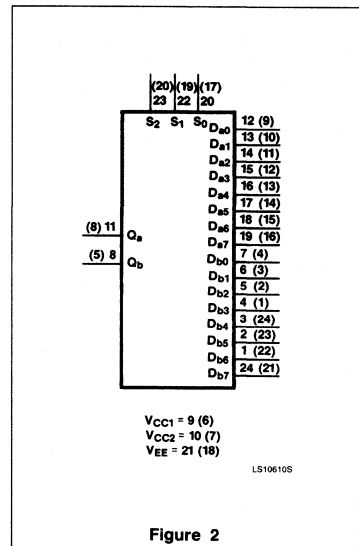 (20) (19) (17)
23 22 20
S2 S1 S0
Da0 12 (9)
Da1 13 (10)
Da2 14 (11)
Da3 15 (12)
Da4 16 (13)
Da5 17 (14)
Da6 18 (15)
Da7 19 (16)
(8) 11 Qa
Db0 7 (4)
(5) 8 Qb
Db1 6 (3)
Db2 5 (2)
Db3 4 (1)
Db4 3 (24)
Db5 2 (23)
Db6 1 (22)
Db7 24 (21)
VCC1 = 9 (6)
VCC2 = 10 (7)
VEE = 21 (18)
LS10610S
Figure 2